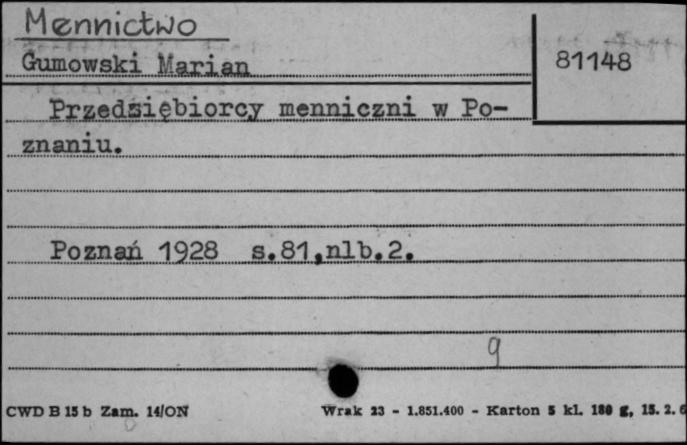 Mennictwo
Gumowski Marian
81148
Przedsiębiorcy menniczni w Po-
znaniu.
Poznań 1928 s.81,nlb.2.
9
CWD B 15 b Zam. 14/ON
Wrak 23 - 1.851.400 - Karton 5 kl. 180 g, 15. 2. 6